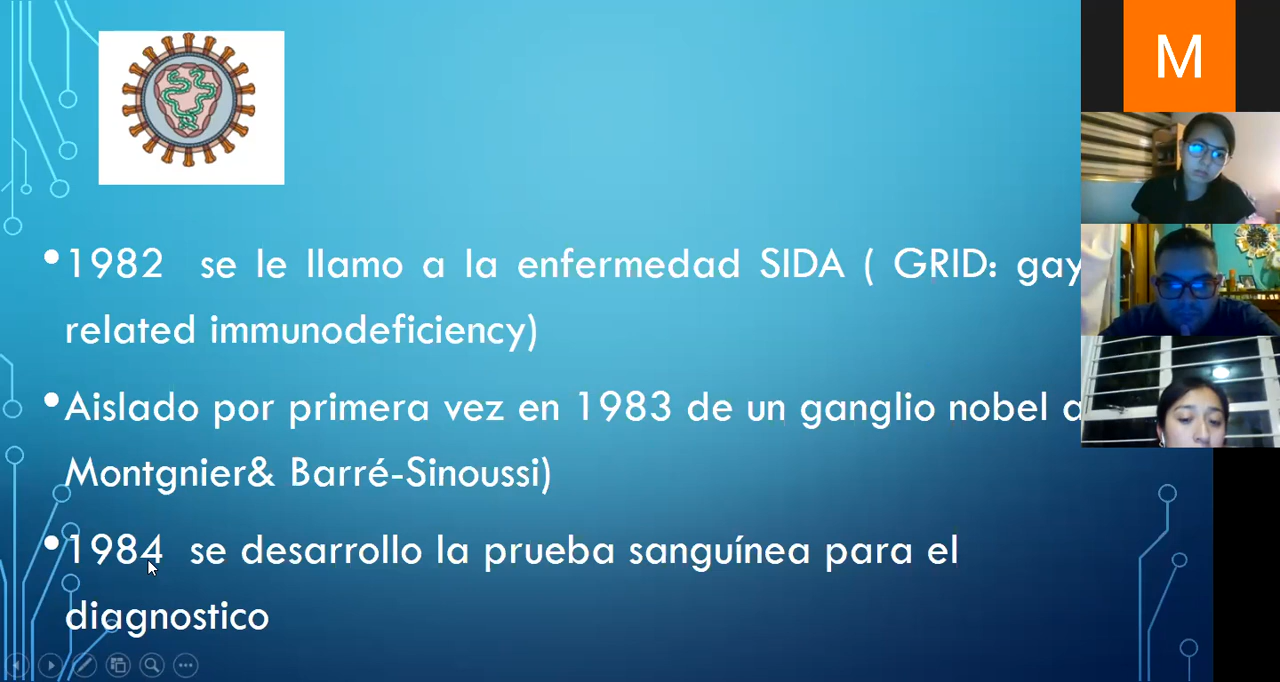 M
•1982 se le llamo a la enfermedad SIDA ( GRID: gay
related immunodeficiency)
•Aislado por primera vez en 1983 de un ganglio nobel a
Montgnier& Barré-Sinoussi)
•1984 se desarrollo la prueba sanguínea para el
diagnostico